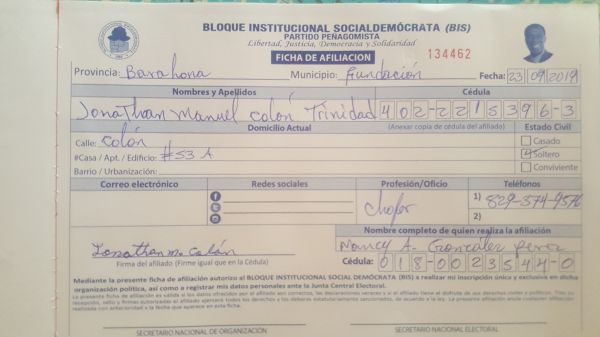 BLOQUE INSTITUCIONAL SOCIALDEMÓCRATA (BIS)
PARTIDO PEÑAGOMISTA
Libertad, Justicia, Democracia y Solidaridad
FICHA DE AFILIACION 134462
Provincia: Barahona Municipio: Fundación Fecha: 23 09 2019
Nombres y Apellidos Cédula
Jonathan Manuel Colón Trinidad 402-2215396-3
Domicilio Actual (Anexar copia de cédula del afiliado) Estado Civil
Calle: Colón Casado
#Casa / Apt. / Edificio: #53 A Soltero
Barrio / Urbanización: Conviviente
Correo electrónico Redes sociales Profesión/Oficio Teléfonos
Chofer 1) 829-374-9576
2)
Nombre completo de quien realiza la afiliación
Jonathan M. Colón Nancy A. González Perez
Firma del afiliado (Firme igual que en la Cédula) Cédula: 018-0023544-0
Mediante la presente ficha de afiliación autorizo al BLOQUE INSTITUCIONAL SOCIAL DEMÓCRATA (BIS) a realizar mi inscripción única y exclusiva en dicha
organización política, así como a registrar mis datos personales ante la Junta Central Electoral.
SECRETARIO NACIONAL DE ORGANIZACIÓN SECRETARIO NACIONAL ELECTORAL